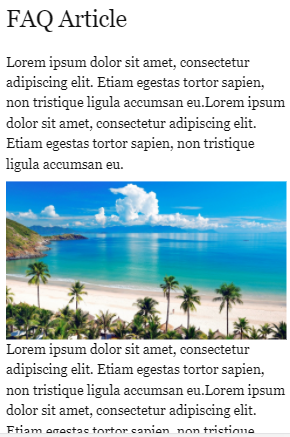 FAQ Article
Lorem ipsum dolor sit amet, consectetur
adipiscing elit. Etiam egestas tortor sapien,
non tristique ligula accumsan eu.Lorem ipsum
dolor sit amet, consectetur adipiscing elit.
Etiam egestas tortor sapien, non tristique
ligula accumsan eu.
Lorem ipsum dolor sit amet, consectetur
adipiscing elit. Etiam egestas tortor sapien,
non tristique ligula accumsan eu.Lorem ipsum
dolor sit amet, consectetur adipiscing elit.
Etiam egestas tortor sapien, non tristique